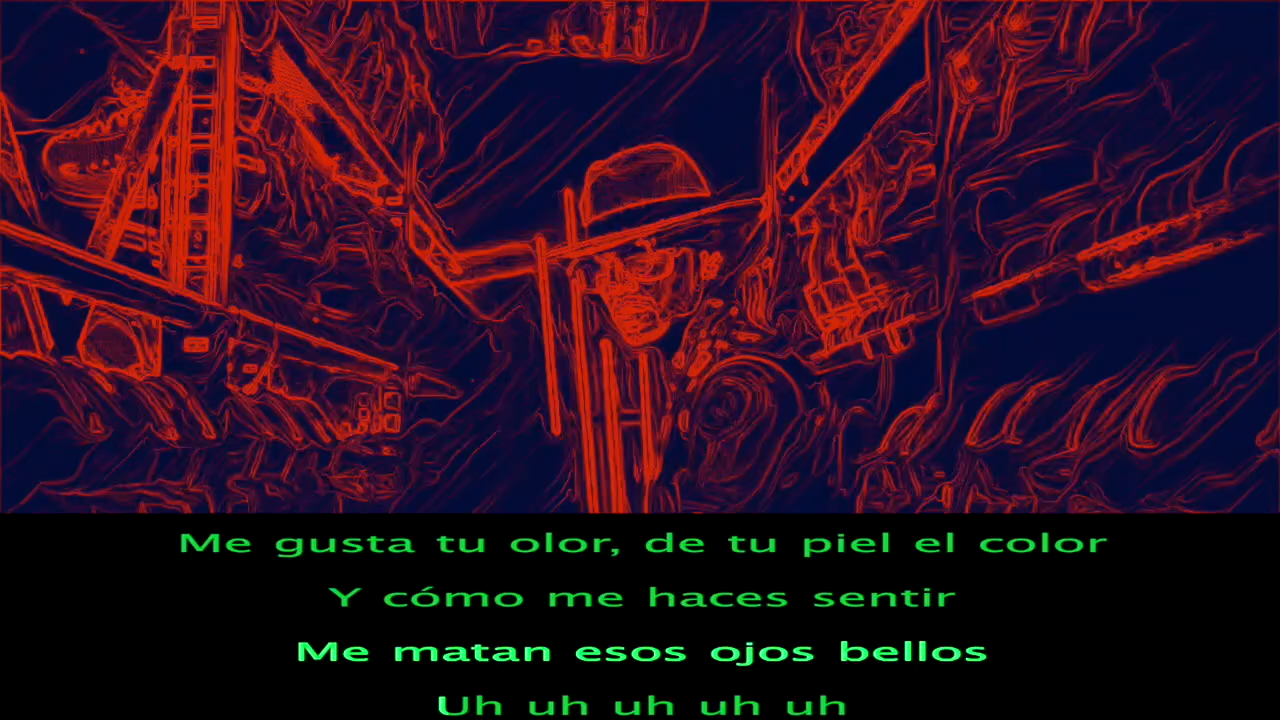 Me gusta tu olor, de tu piel el color
Y cómo me haces sentir
Me matan esos ojos bellos
Uh uh uh uh uh